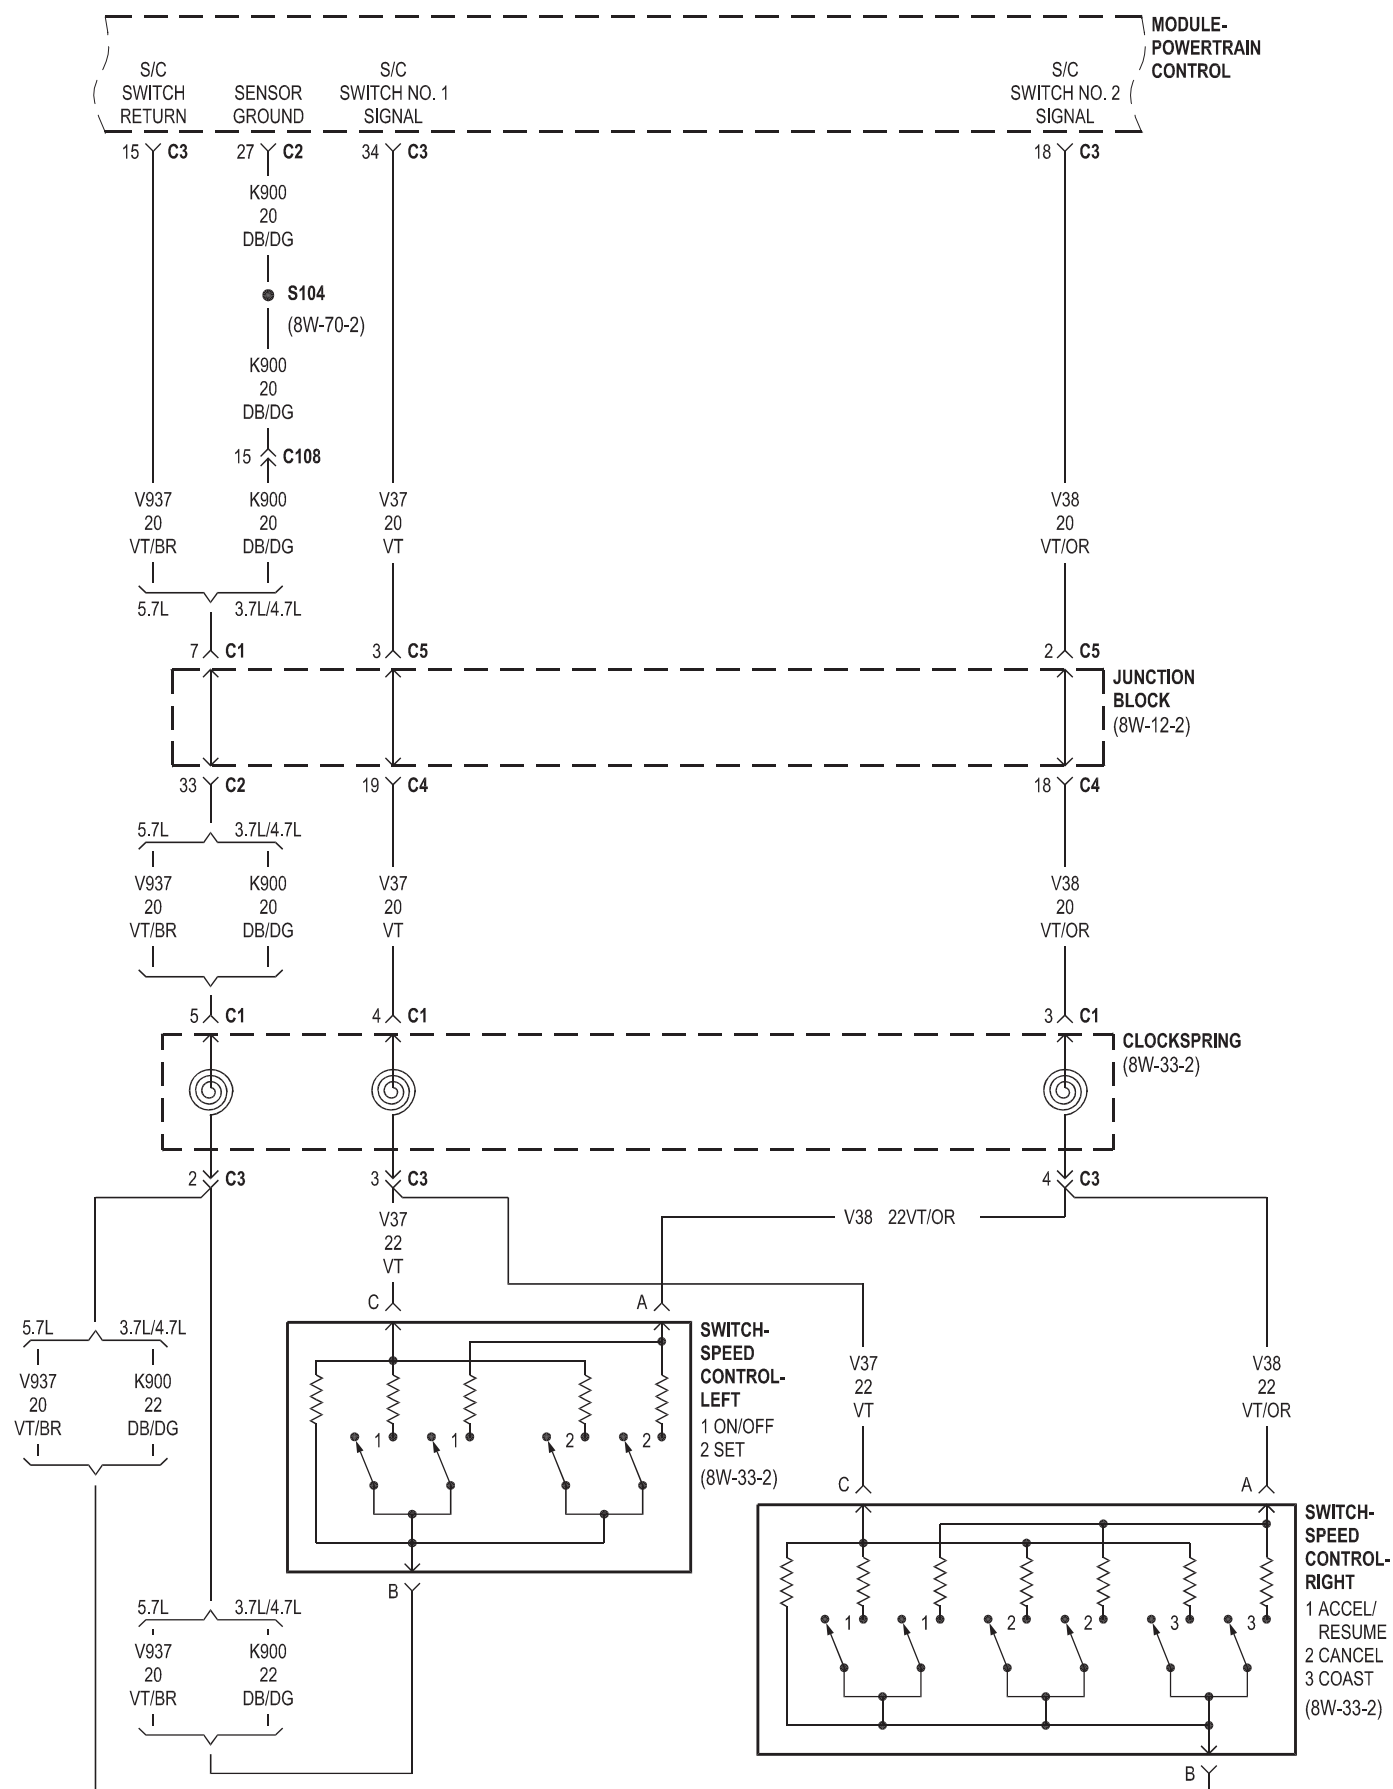 MODULE-
POWERTRAIN
CONTROL
S/C
SWITCH
RETURN
SENSOR
GROUND
S/C
SWITCH NO. 1
SIGNAL
S/C
SWITCH NO. 2
SIGNAL
15 C3
27 C2
34 C3
18 C3
K900
20
DB/DG
S104
(8W-70-2)
K900
20
DB/DG
15 C108
V937
20
VT/BR
K900
20
DB/DG
V37
20
VT
V38
20
VT/OR
5.7L
3.7L/4.7L
7 C1
3 C5
2 C5
JUNCTION
BLOCK
(8W-12-2)
33 C2
19 C4
18 C4
5.7L
3.7L/4.7L
V937
20
VT/BR
K900
20
DB/DG
V37
20
VT
V38
20
VT/OR
5 C1
4 C1
3 C1
CLOCKSPRING
(8W-33-2)
2 C3
3 C3
4 C3
V37
22
VT
V38 22VT/OR
C
A
5.7L
3.7L/4.7L
V937
20
VT/BR
K900
22
DB/DG
SWITCH-
SPEED
CONTROL-
LEFT
1 ON/OFF
2 SET
(8W-33-2)
1
1
2
2
V37
22
VT
V38
22
VT/OR
C
A
B
SWITCH-
SPEED
CONTROL-
RIGHT
1 ACCEL/
RESUME
2 CANCEL
3 COAST
(8W-33-2)
1
1
2
2
3
3
5.7L
3.7L/4.7L
V937
20
VT/BR
K900
22
DB/DG
B